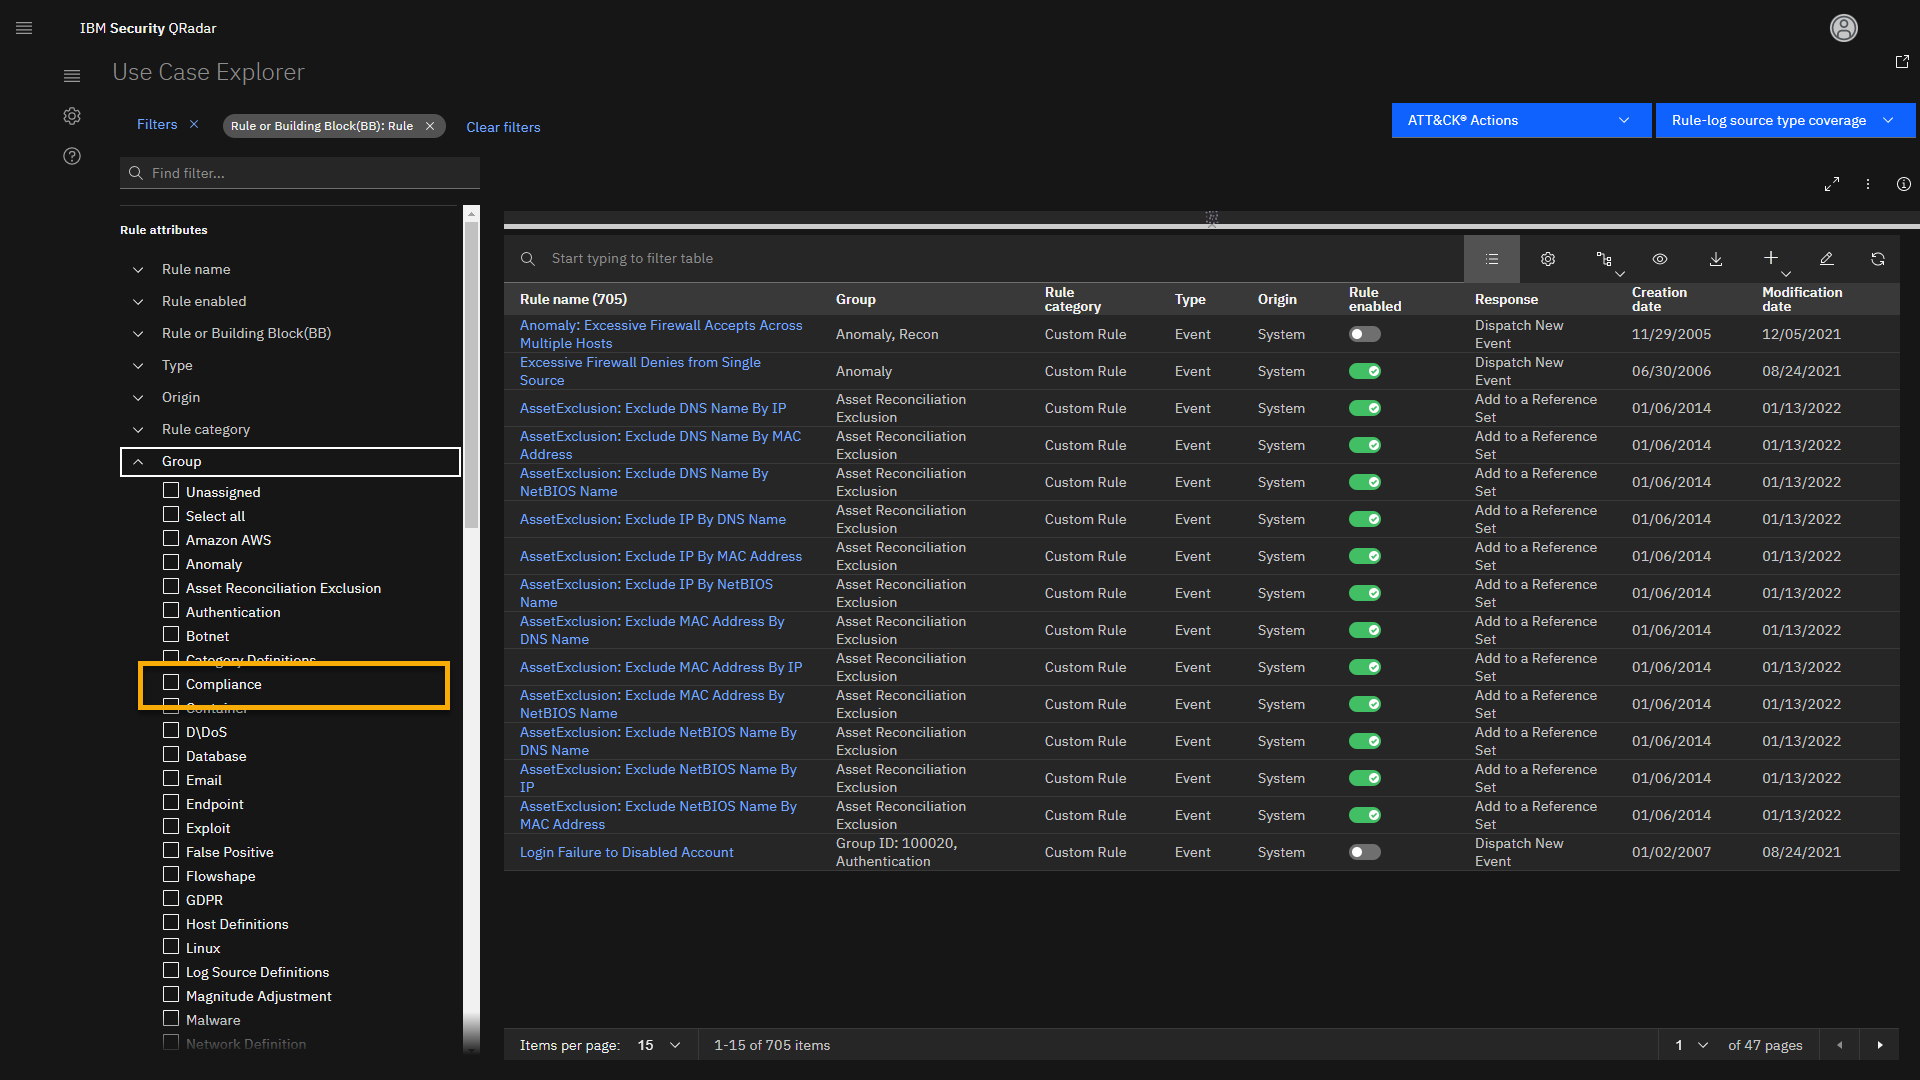 IBM Security QRadar
Use Case Explorer
Filters
Rule or Building Block(BB): Rule
Clear filters
ATT&CK® Actions
Rule-log source type coverage
Find filter...
Rule attributes
Rule name
Rule enabled
Rule or Building Block(BB)
Type
Origin
Rule category
Group
Unassigned
Select all
Amazon AWS
Anomaly
Asset Reconciliation Exclusion
Authentication
Botnet
Category Definitions
Compliance
Container
D\DoS
Database
Email
Endpoint
Exploit
False Positive
Flowshape
GDPR
Host Definitions
Linux
Log Source Definitions
Magnitude Adjustment
Malware
Network Definition
Start typing to filter table
Rule name (705) Group Rule category Type Origin Rule enabled Response Creation date Modification date
Anomaly: Excessive Firewall Accepts Across Multiple Hosts Anomaly, Recon Custom Rule Event System Dispatch New Event 11/29/2005 12/05/2021
Excessive Firewall Denies from Single Source Anomaly Custom Rule Event System Dispatch New Event 06/30/2006 08/24/2021
AssetExclusion: Exclude DNS Name By IP Asset Reconciliation Exclusion Custom Rule Event System Add to a Reference Set 01/06/2014 01/13/2022
AssetExclusion: Exclude DNS Name By MAC Address Asset Reconciliation Exclusion Custom Rule Event System Add to a Reference Set 01/06/2014 01/13/2022
AssetExclusion: Exclude DNS Name By NetBIOS Name Asset Reconciliation Exclusion Custom Rule Event System Add to a Reference Set 01/06/2014 01/13/2022
AssetExclusion: Exclude IP By DNS Name Asset Reconciliation Exclusion Custom Rule Event System Add to a Reference Set 01/06/2014 01/13/2022
AssetExclusion: Exclude IP By MAC Address Asset Reconciliation Exclusion Custom Rule Event System Add to a Reference Set 01/06/2014 01/13/2022
AssetExclusion: Exclude IP By NetBIOS Name Asset Reconciliation Exclusion Custom Rule Event System Add to a Reference Set 01/06/2014 01/13/2022
AssetExclusion: Exclude MAC Address By DNS Name Asset Reconciliation Exclusion Custom Rule Event System Add to a Reference Set 01/06/2014 01/13/2022
AssetExclusion: Exclude MAC Address By IP Asset Reconciliation Exclusion Custom Rule Event System Add to a Reference Set 01/06/2014 01/13/2022
AssetExclusion: Exclude MAC Address By NetBIOS Name Asset Reconciliation Exclusion Custom Rule Event System Add to a Reference Set 01/06/2014 01/13/2022
AssetExclusion: Exclude NetBIOS Name By DNS Name Asset Reconciliation Exclusion Custom Rule Event System Add to a Reference Set 01/06/2014 01/13/2022
AssetExclusion: Exclude NetBIOS Name By IP Asset Reconciliation Exclusion Custom Rule Event System Add to a Reference Set 01/06/2014 01/13/2022
AssetExclusion: Exclude NetBIOS Name By MAC Address Asset Reconciliation Exclusion Custom Rule Event System Add to a Reference Set 01/06/2014 01/13/2022
Login Failure to Disabled Account Group ID: 100020, Authentication Custom Rule Event System Dispatch New Event 01/02/2007 08/24/2021
Items per page: 15 1-15 of 705 items 1 of 47 pages